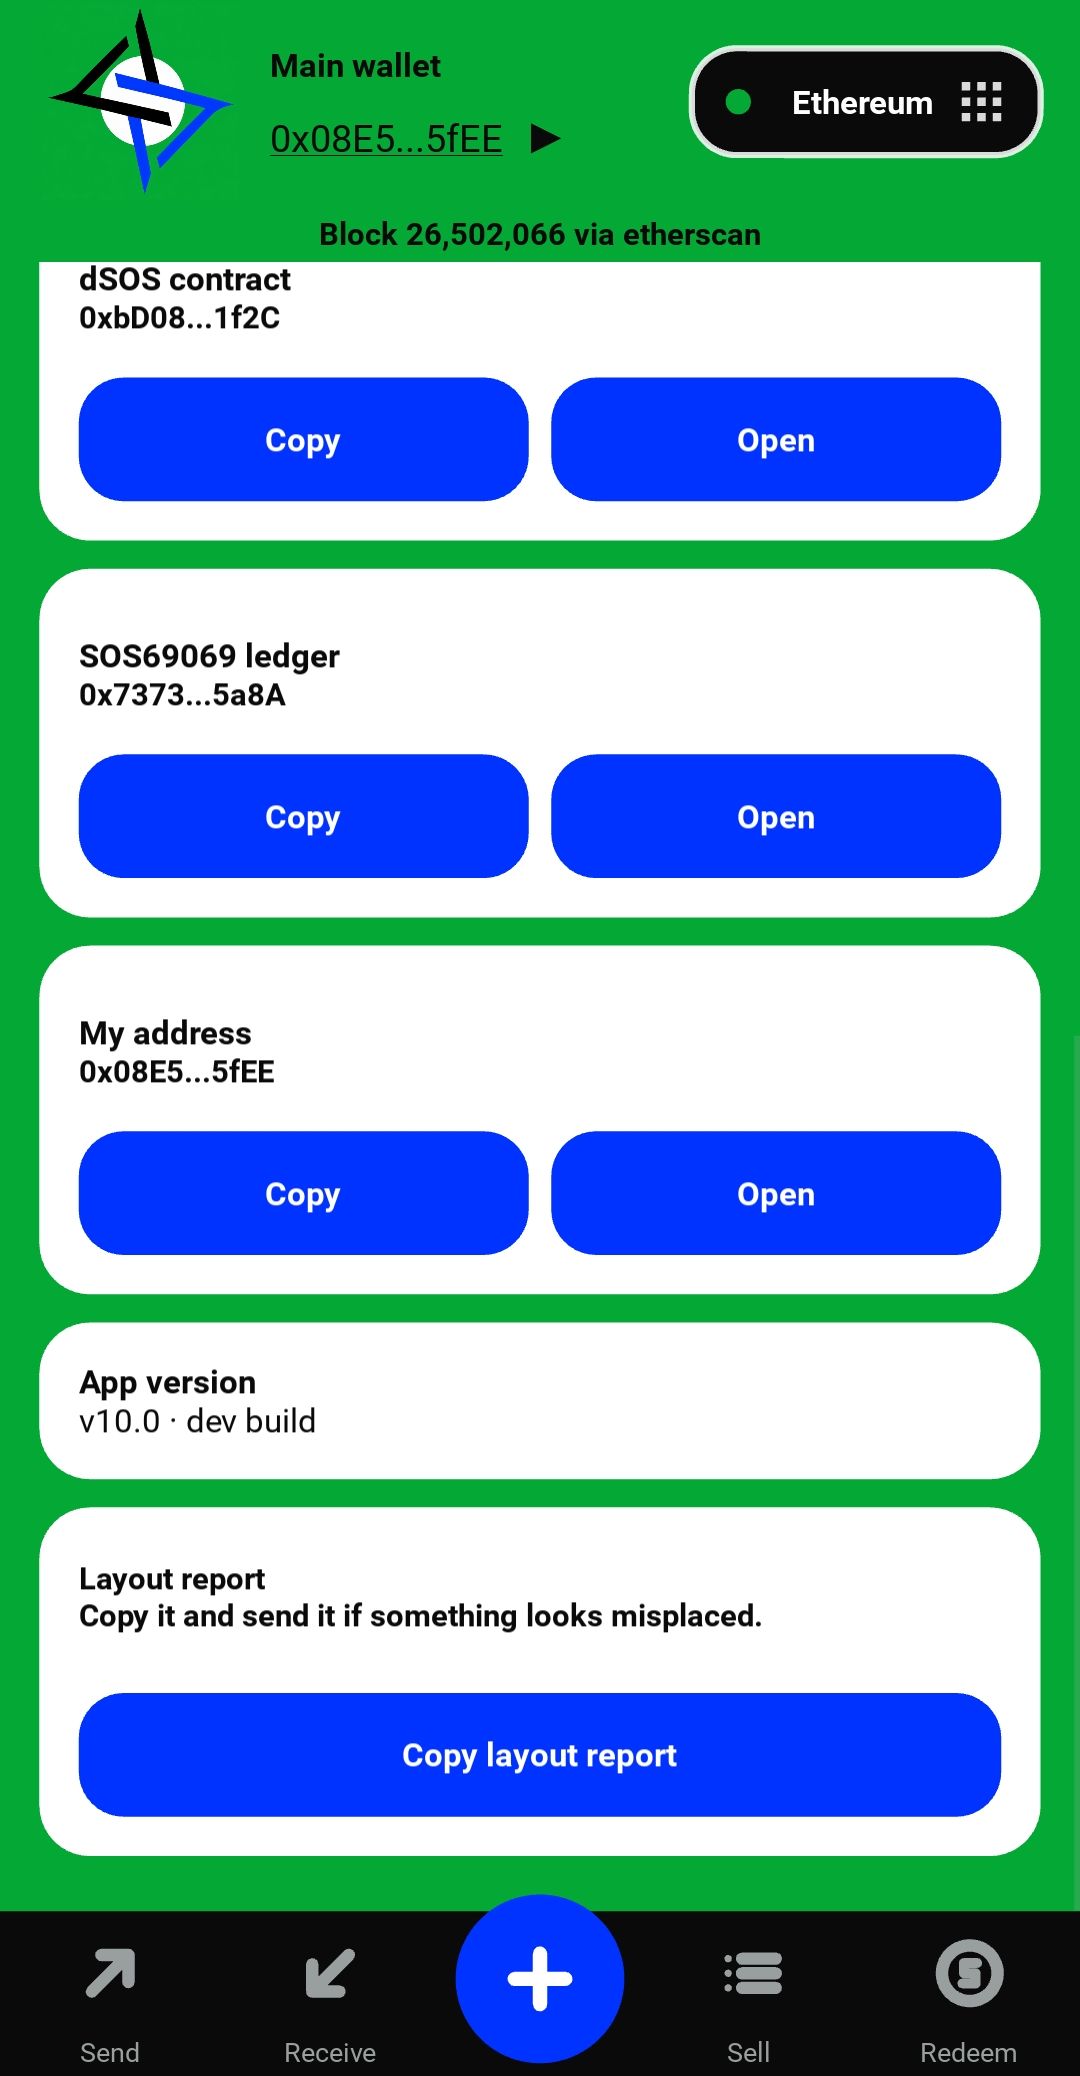 Main wallet
0x08E5...5fEE
Ethereum
Block 26,502,066 via etherscan
dSOS contract
0xbD08...1f2C
Copy
Open
SOS69069 ledger
0x7373...5a8A
Copy
Open
My address
0x08E5...5fEE
Copy
Open
App version
v10.0 · dev build
Layout report
Copy it and send it if something looks misplaced.
Copy layout report
Send
Receive
Sell
Redeem